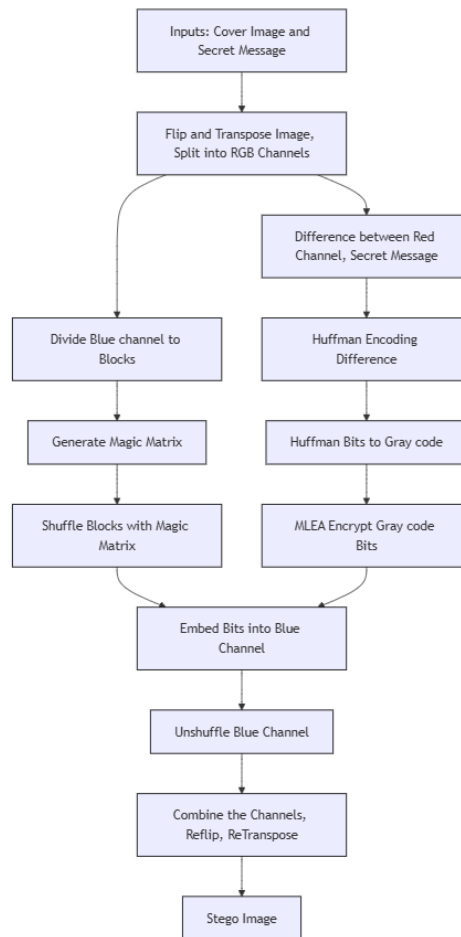 Inputs: Cover Image and
Secret Message
Flip and Transpose Image,
Split into RGB Channels
Difference between Red
Channel, Secret Message
Divide Blue channel to
Blocks
Huffman Encoding
Difference
Generate Magic Matrix
Huffman Bits to Gray code
Shuffle Blocks with Magic
Matrix
MLEA Encrypt Gray code
Bits
Embed Bits into Blue
Channel
Unshuffle Blue Channel
Combine the Channels,
Reflip, ReTranspose
Stego Image